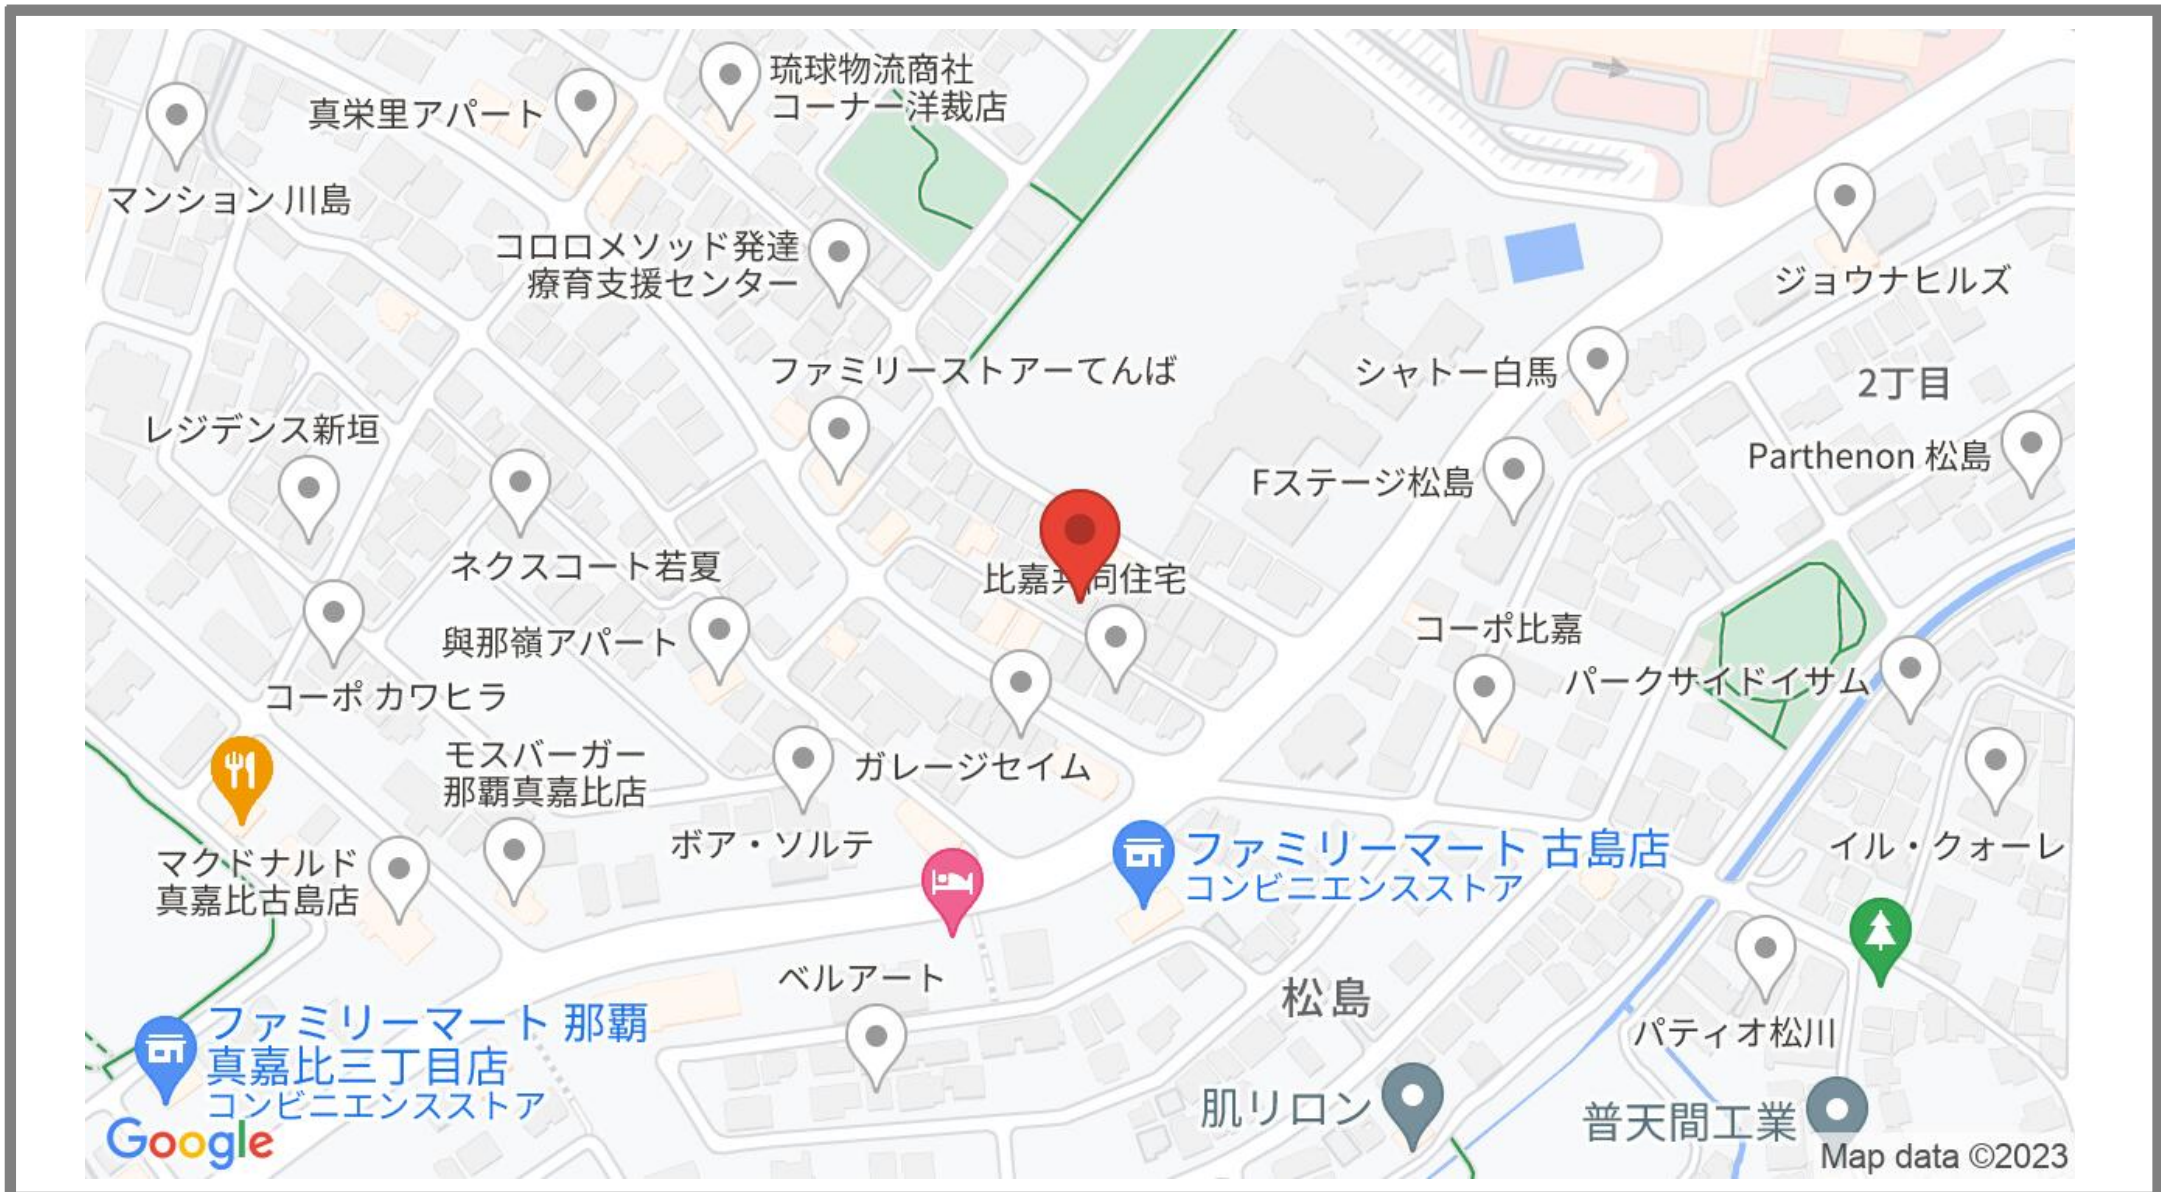 琉球物流商社
コーナー洋裁店
真栄里アパート
マンション川島
コロロメソッド発達
療育支援センター
ジョウナヒルズ
ファミリーストアーてんば
シャトー白馬
2丁目
レジデンス新垣
Parthenon 松島
Fステージ松島
ネクスコート若夏
比嘉共同住宅
與那嶺アパート
コーポ比嘉
パークサイドイサム
コーポ カワヒラ
モスバーガー
那覇真嘉比店
ガレージセイム
ボア・ソルテ
ファミリーマート 古島店
コンビニエンスストア
イル・クォーレ
マクドナルド
真嘉比古島店
ベルアート
松島
ファミリーマート 那覇
真嘉比三丁目店
コンビニエンスストア
パティオ松川
肌リロン
普天間工業
Google
Map data ©2023